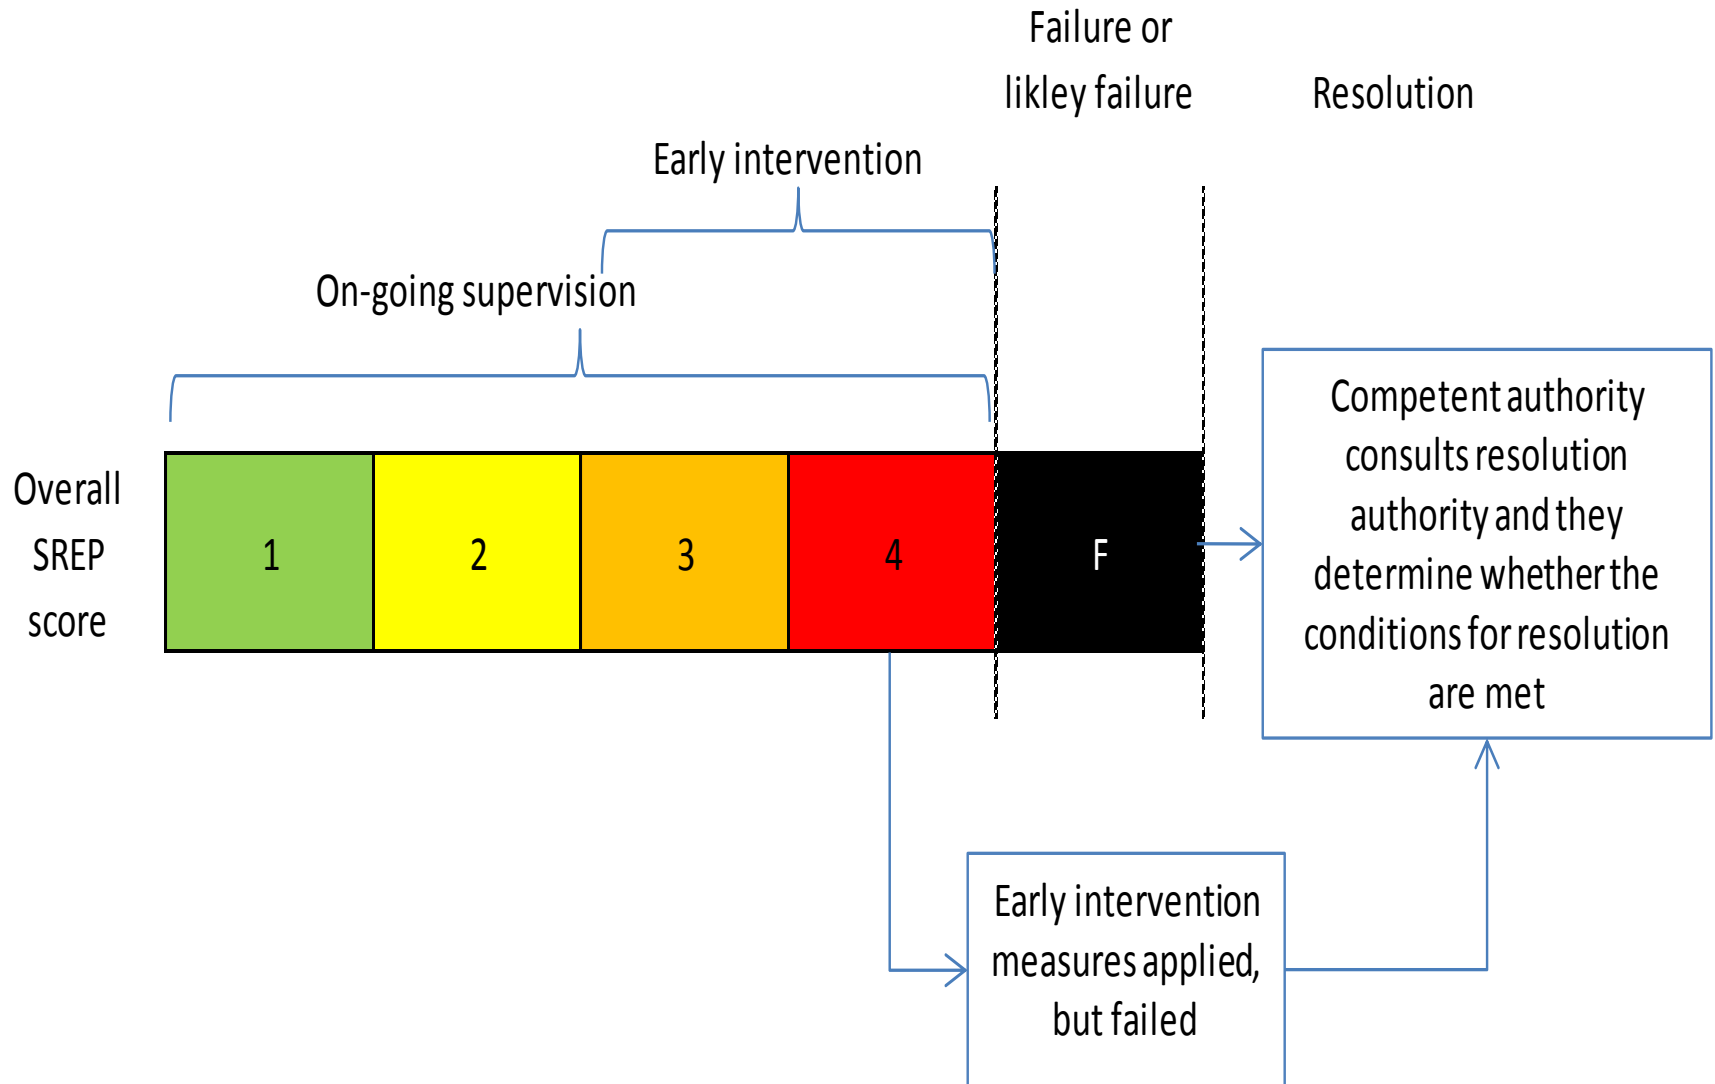 Failure or
likley failure
Resolution
Early intervention
On-going supervision
Overall
SREP
score
1
2
3
4
F
Competent authority
consults resolution
authority and they
determine whether the
conditions for resolution
are met
Early intervention
measures applied,
but failed